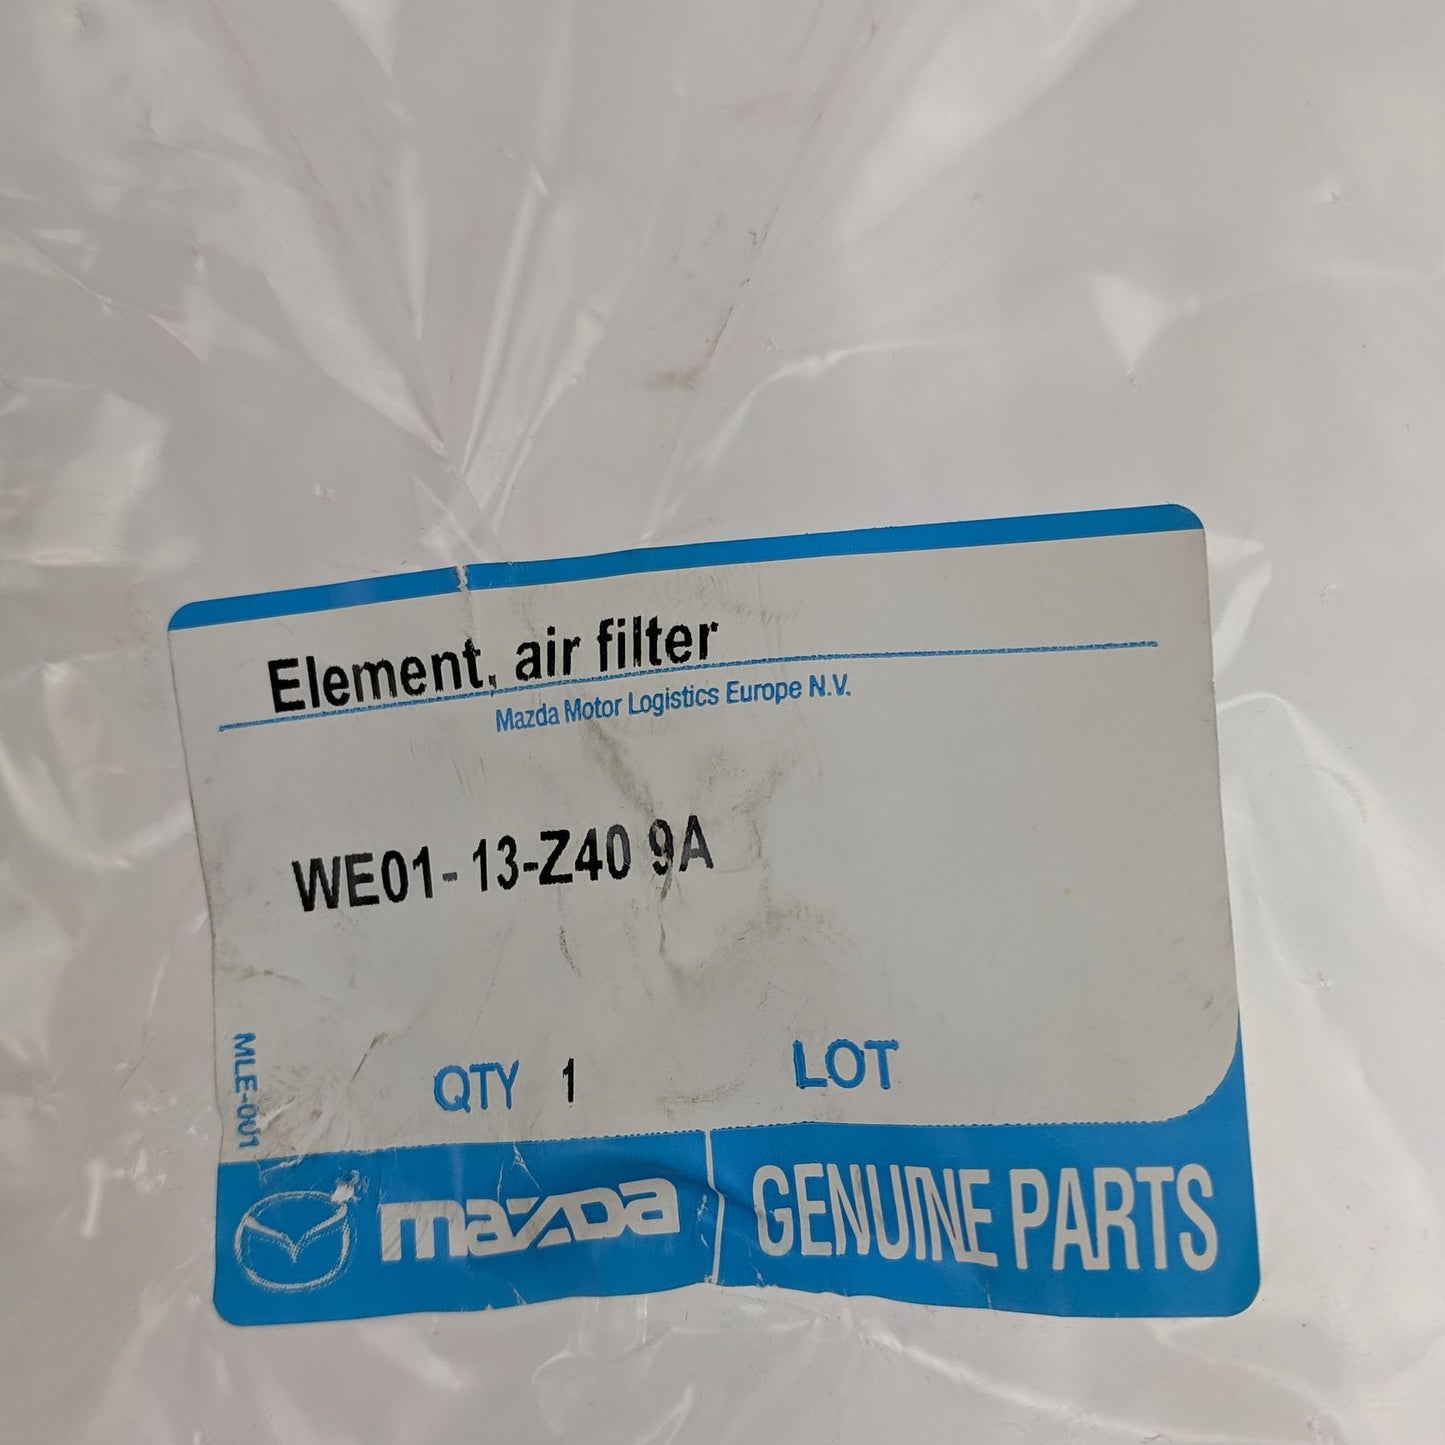 Element, air filter
Mazda Motor Logistics Europe N.V.
WE01-13-Z40 9A
QTY 1 LOT
MLE-001
mazda GENUINE PARTS